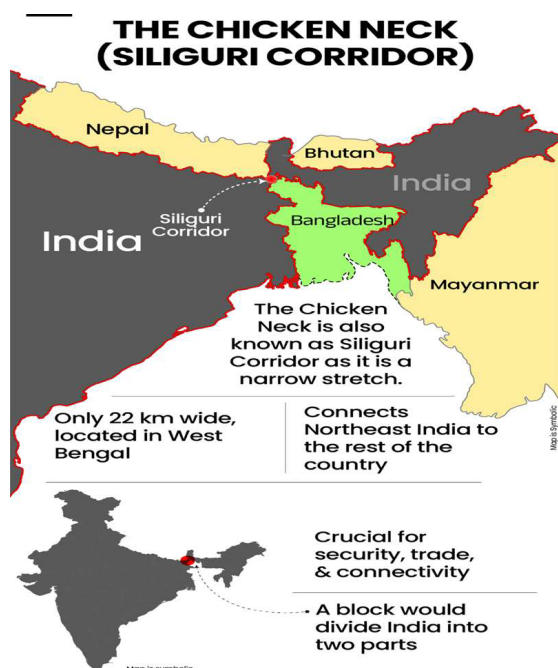 THE CHICKEN NECK
(SILIGURI CORRIDOR)
Nepal
Bhutan
India
Siliguri
Corridor
Bangladesh
India
Mayanmar
The Chicken
Neck is also
known as Siliguri
Corridor as it is a
narrow stretch.
Map is Symbolic
Only 22 km wide,
located in West
Bengal
Connects
Northeast India to
the rest of the
country
Crucial for
security, trade,
& connectivity
A block would
divide India into
two parts
Map is symbolic